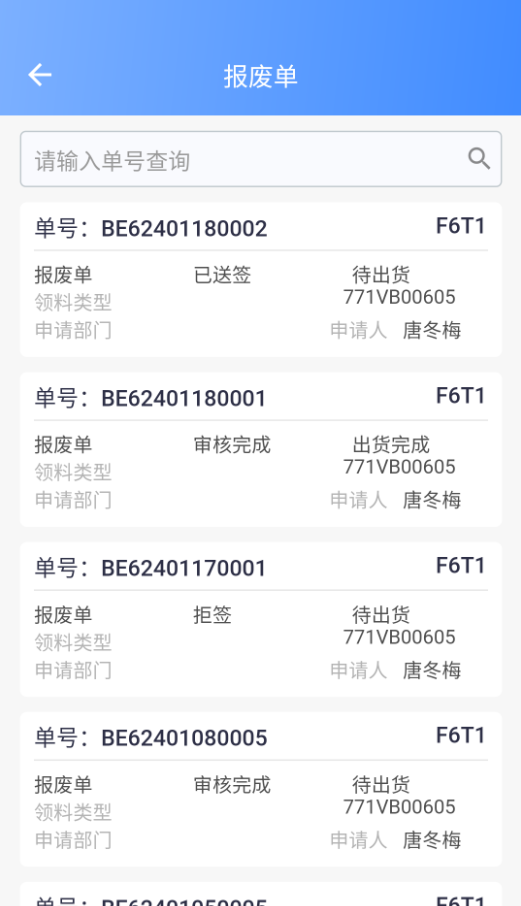 报废单
请输入单号查询
单号：BE62401180002 F6T1
报废单 已送签 待出货
领料类型 771VB00605
申请部门 申请人 唐冬梅
单号：BE62401180001 F6T1
报废单 审核完成 出货完成
领料类型 771VB00605
申请部门 申请人 唐冬梅
单号：BE62401170001 F6T1
报废单 拒签 待出货
领料类型 771VB00605
申请部门 申请人 唐冬梅
单号：BE62401080005 F6T1
报废单 审核完成 待出货
领料类型 771VB00605
申请部门 申请人 唐冬梅
单号：BE62401050005 F6T1